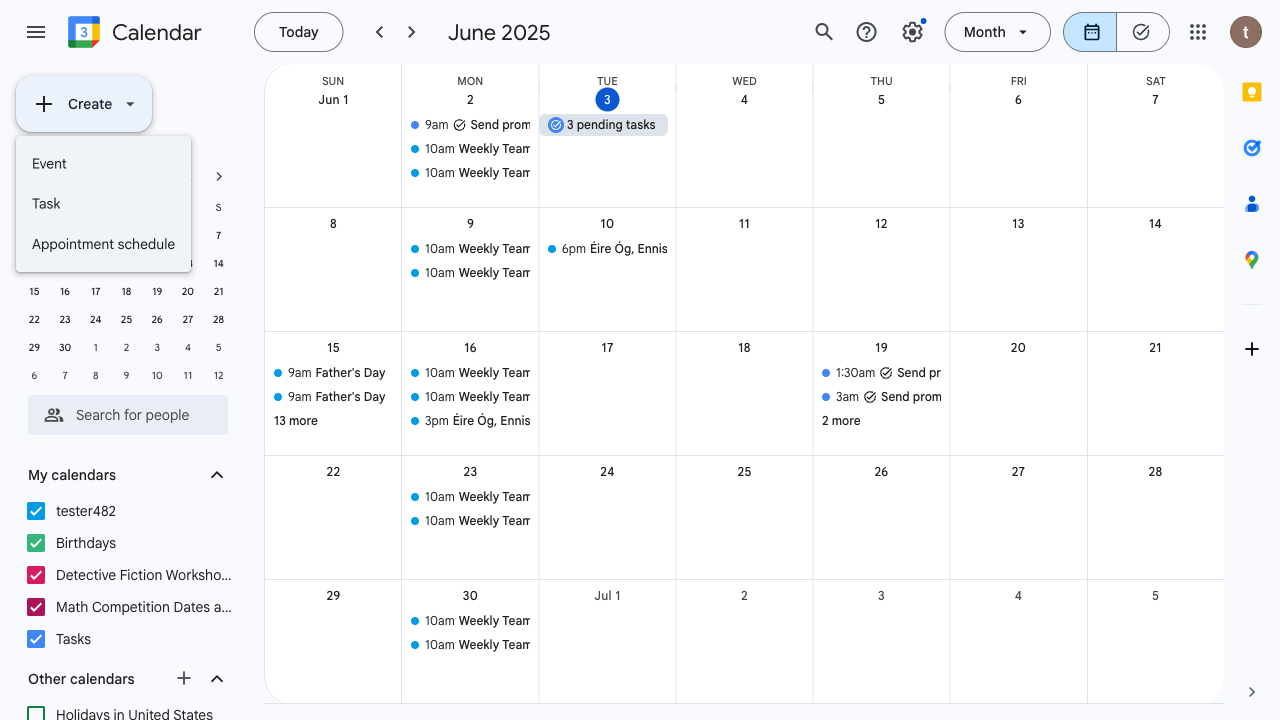 3 Calendar Today June 2025 Month t
Create
Event
Task
Appointment schedule
S
7
14
15 16 17 18 19 20 21
22 23 24 25 26 27 28
29 30 1 2 3 4 5
6 7 8 9 10 11 12
Search for people
My calendars
tester482
Birthdays
Detective Fiction Worksho...
Math Competition Dates a...
Tasks
Other calendars
Holidays in United States
SUN MON TUE WED THU FRI SAT
Jun 1 2 3 4 5 6 7
9am Send prom
3 pending tasks
10am Weekly Team
10am Weekly Team
8 9 10 11 12 13 14
10am Weekly Team
6pm Éire Óg, Ennis
10am Weekly Team
15 16 17 18 19 20 21
9am Father's Day
10am Weekly Team
1:30am Send pr
9am Father's Day
10am Weekly Team
3am Send prom
13 more
3pm Éire Óg, Ennis
2 more
22 23 24 25 26 27 28
10am Weekly Team
10am Weekly Team
29 30 Jul 1 2 3 4 5
10am Weekly Team
10am Weekly Team